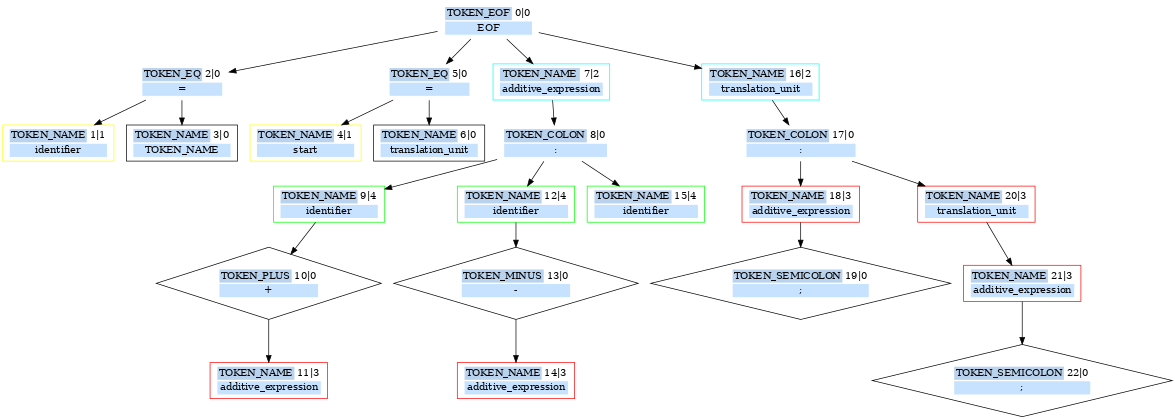 TOKEN_EOF 0|0
EOF
TOKEN_EQ 2|0
=
TOKEN_EQ 5|0
=
TOKEN_NAME 7|2
additive_expression
TOKEN_NAME 16|2
translation_unit
TOKEN_NAME 1|1
identifier
TOKEN_NAME 3|0
TOKEN_NAME
TOKEN_NAME 4|1
start
TOKEN_NAME 6|0
translation_unit
TOKEN_COLON 8|0
:
TOKEN_COLON 17|0
:
TOKEN_NAME 9|4
identifier
TOKEN_NAME 12|4
identifier
TOKEN_NAME 15|4
identifier
TOKEN_NAME 18|3
additive_expression
TOKEN_NAME 20|3
translation_unit
TOKEN_PLUS 10|0
+
TOKEN_MINUS 13|0
-
TOKEN_SEMICOLON 19|0
;
TOKEN_NAME 21|3
additive_expression
TOKEN_NAME 11|3
additive_expression
TOKEN_NAME 14|3
additive_expression
TOKEN_SEMICOLON 22|0
;